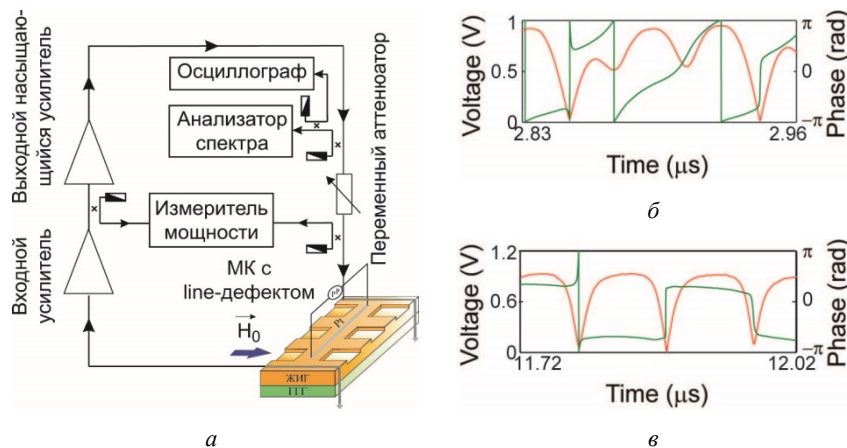 Выходной насыщаю-
щийся усилитель
Входной
усилитель
Осциллограф
Анализатор
спектра
Измеритель
мощности
Переменный аттенюатор
МК с
line-дефектом
H₀
Pt
ЖИГ
ГГГ
а
Voltage (V)
1
0.5
0
2.83
2.96
π
0
-π
Phase (rad)
Time (μs)
б
Voltage (V)
1.2
0.6
0
11.72
12.02
π
0
-π
Phase (rad)
Time (μs)
в